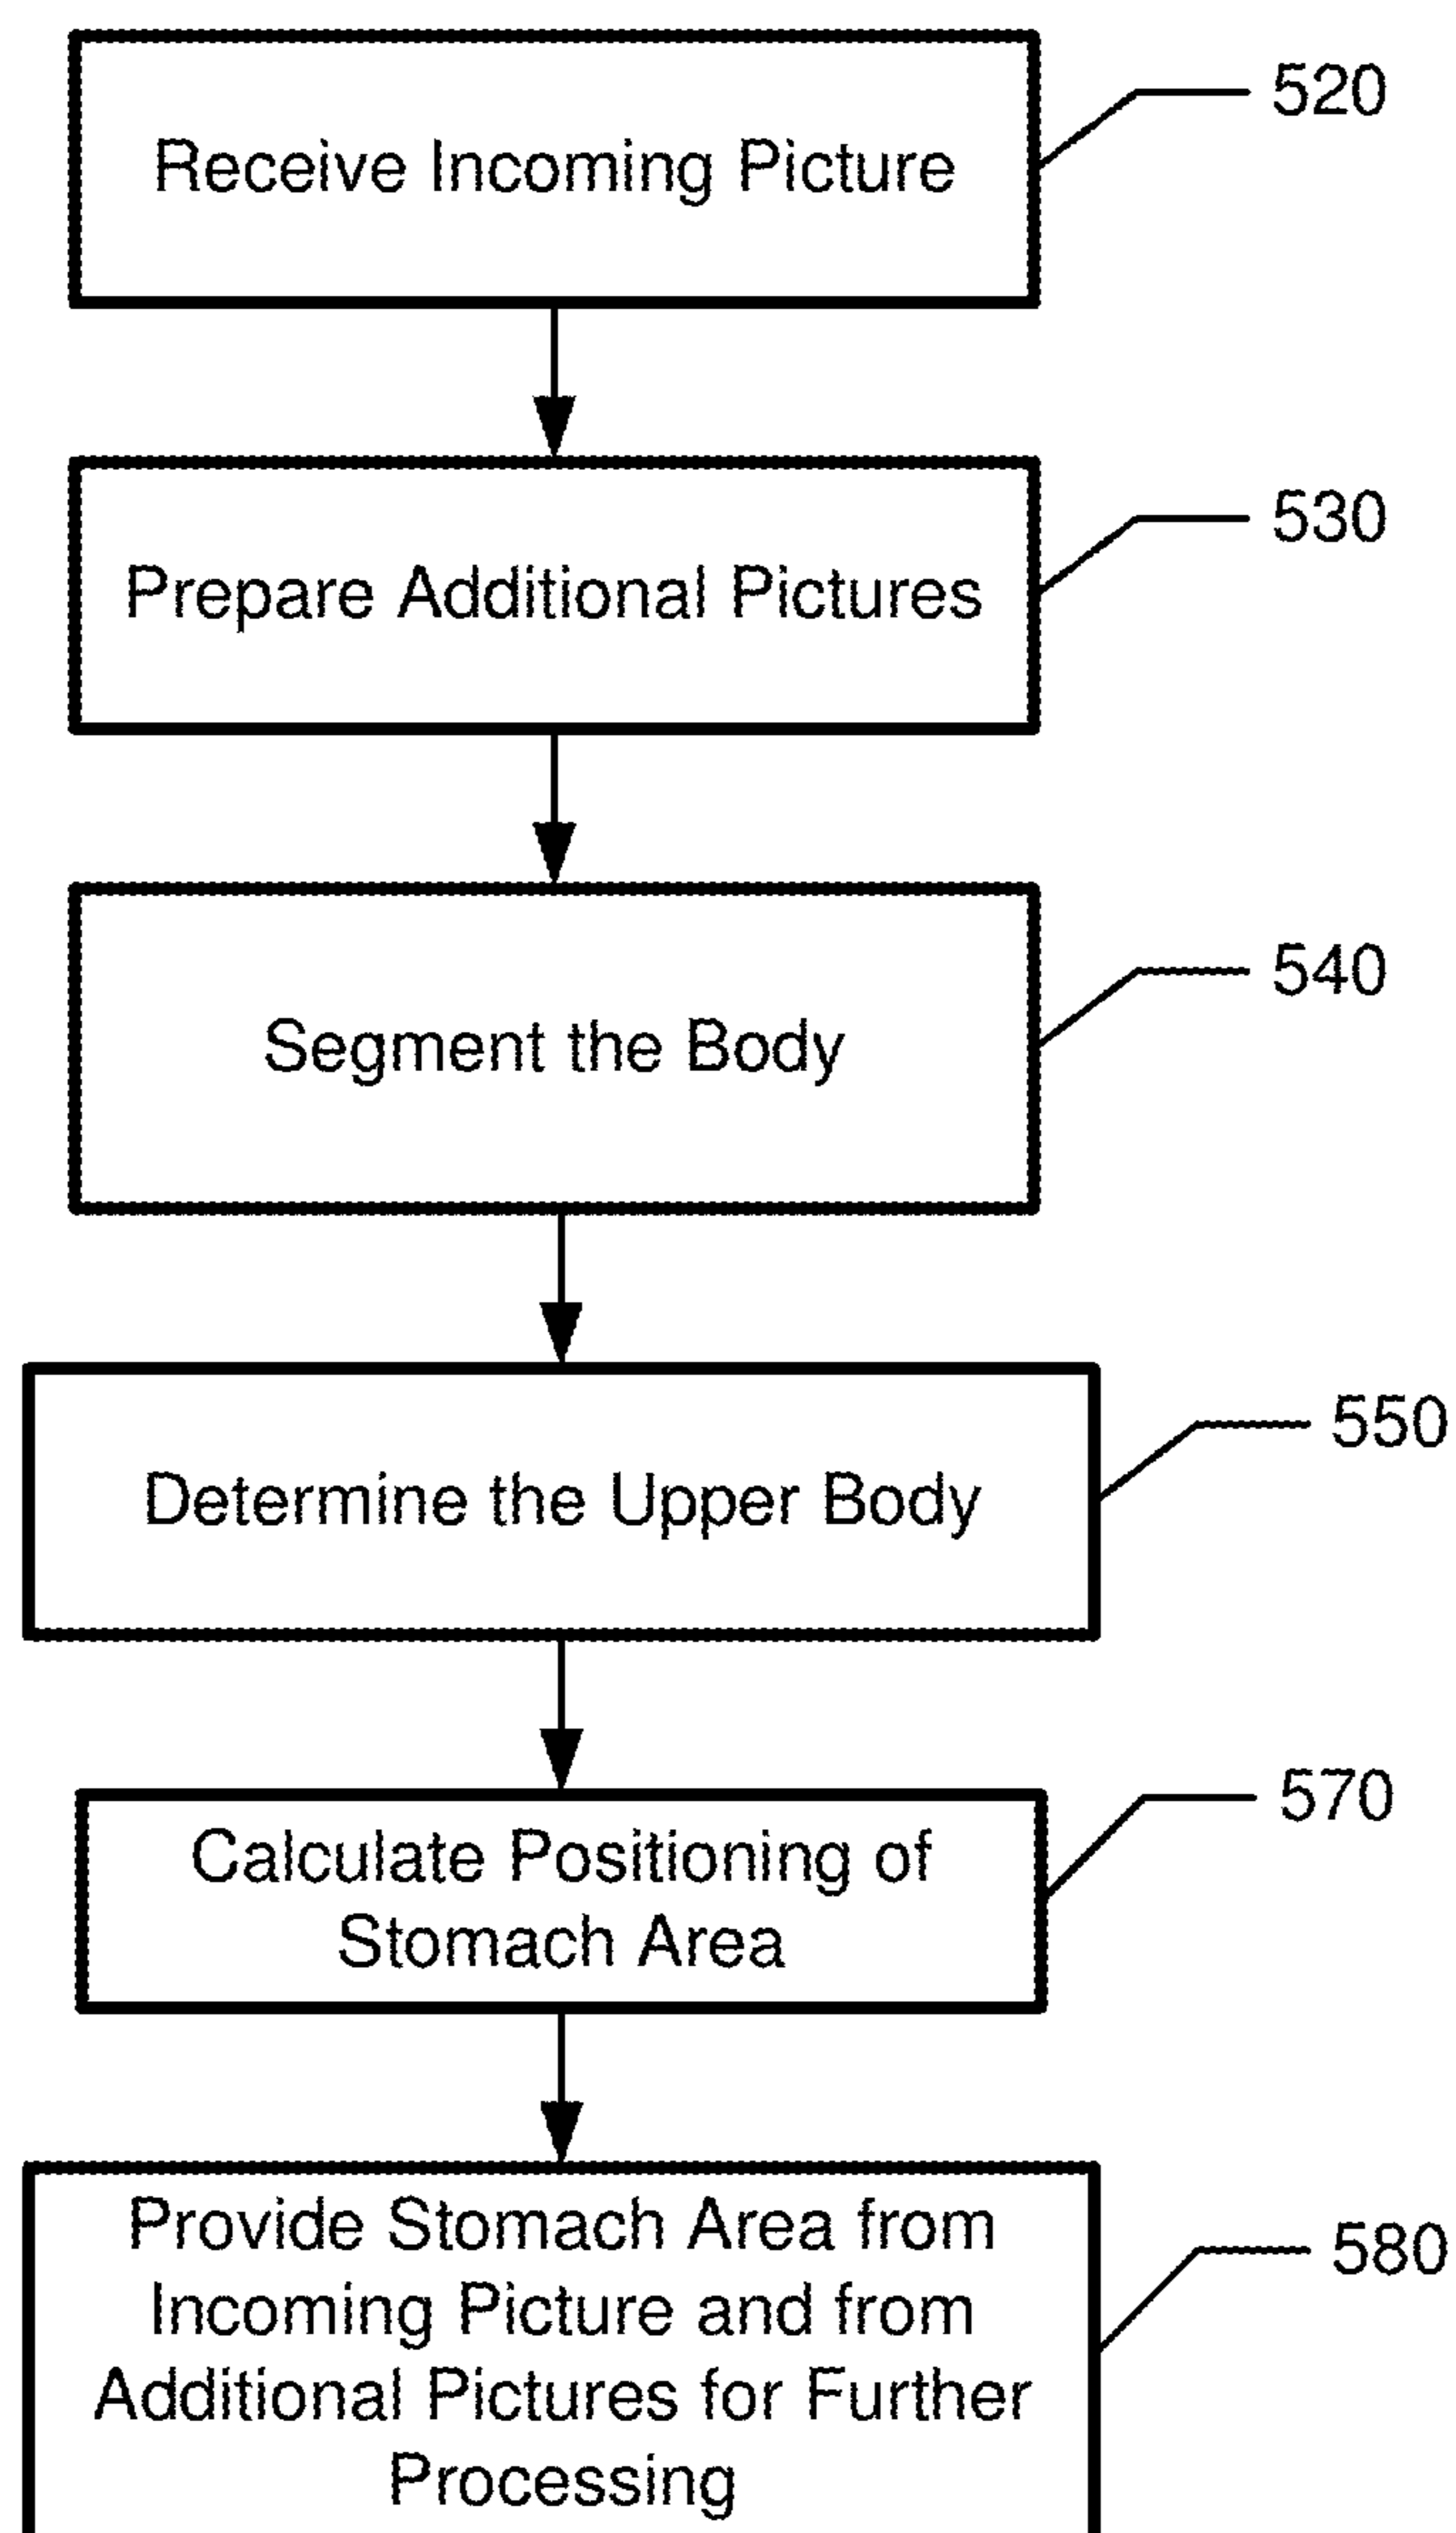 Receive Incoming Picture
520
Prepare Additional Pictures
530
Segment the Body
540
Determine the Upper Body
550
Calculate Positioning of
Stomach Area
570
Provide Stomach Area from
Incoming Picture and from
Additional Pictures for Further
Processing
580